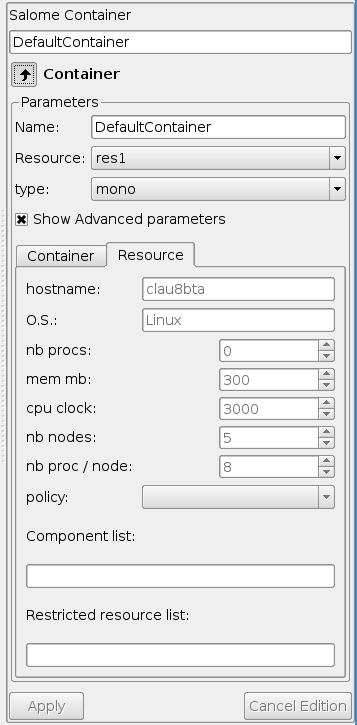 Salome Container
DefaultContainer
Container
Parameters
Name: DefaultContainer
Resource: res1
type: mono
Show Advanced parameters
Container Resource
hostname: clau8bta
O.S.: Linux
nb procs: 0
mem mb: 300
cpu clock: 3000
nb nodes: 5
nb proc / node: 8
policy:
Component list:
Restricted resource list:
Apply Cancel Edition